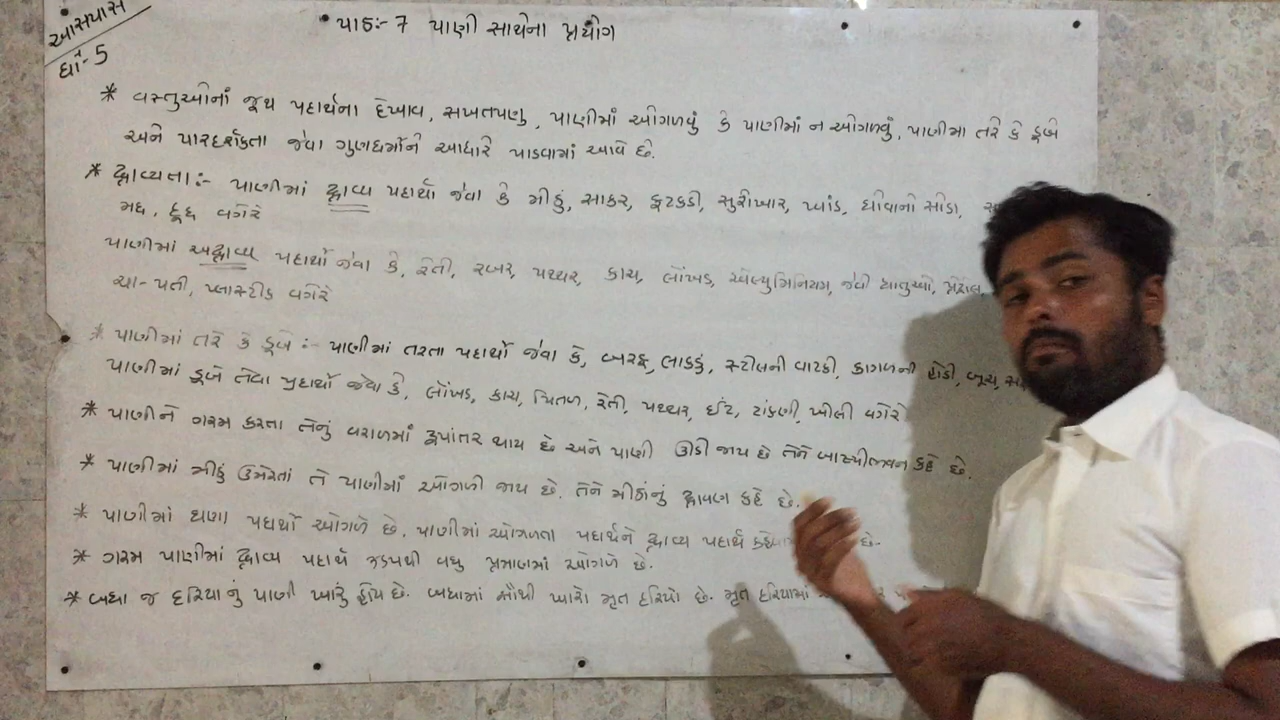 આસપાસ
ધો-5
પાઠ:- 7 પાણી સાથેના પ્રયોગ
* વસ્તુઓનાં જૂથ પદાર્થના દેખાવ, સખતપણુ, પાણીમાં ઓગળવું કે પાણીમાં ન ઓગળવું, પાણીમા તરે કે ડૂબે
અને પારદર્શકતા જેવા ગુણધર્મોને આધારે પાડવામાં આવે છે.
* દ્રાવ્યતા:- પાણીમાં દ્રાવ્ય પદાર્થો જેવા કે મીઠું, સાકર, ફટકડી, સુરોખાર, ખાંડ, ધોવાનો સોડા,
મધ, દૂધ વગેરે
પાણીમાં અદ્રાવ્ય પદાર્થો જેવા કે, રેતી, રબર, પથ્થર, કાચ, લોંખડ, એલ્યુમિનિયમ, જેવી ધાતુઓ,
ચા-પતી, પ્લાસ્ટીક વગેરે
* પાણીમાં તરે કે ડૂબે :- પાણીમાં તરતા પદાર્થો જેવા કે, બરફ, લાકડું, સ્ટીલની વાટકી, કાગળની હોડી, બૂચ,
પાણીમાં ડૂબે તેવા પદાર્થો જેવા કે, લોંખડ, કાચ, પિતળ, રેતી, પથ્થર, ઈંટ, ટાંકણી, ખીલી વગેરે
* પાણીને ગરમ કરતા તેનું વરાળમાં રૂપાંતર થાય છે અને પાણી ઊડી જાય છે તેને બાષ્પીભવન કહે છે.
* પાણીમાં મીઠું ઉમેરતાં તે પાણીમાં ઓગળી જાય છે. તેને મીઠાંનું દ્રાવણ કહે છે.
* પાણીમાં ઘણા પદાર્થો ઓગળે છે. પાણીમાં ઓગળતા પદાર્થને દ્રાવ્ય પદાર્થ છે.
* ગરમ પાણીમાં દ્રાવ્ય પદાર્થ ઝડપથી વધુ પ્રમાણમાં ઓગળે છે.
* બધા જ દરિયાનું પાણી ખારું હોય છે. બધામાં સૌથી ખારો મૃત દરિયો છે. મૃત દરિયામાં